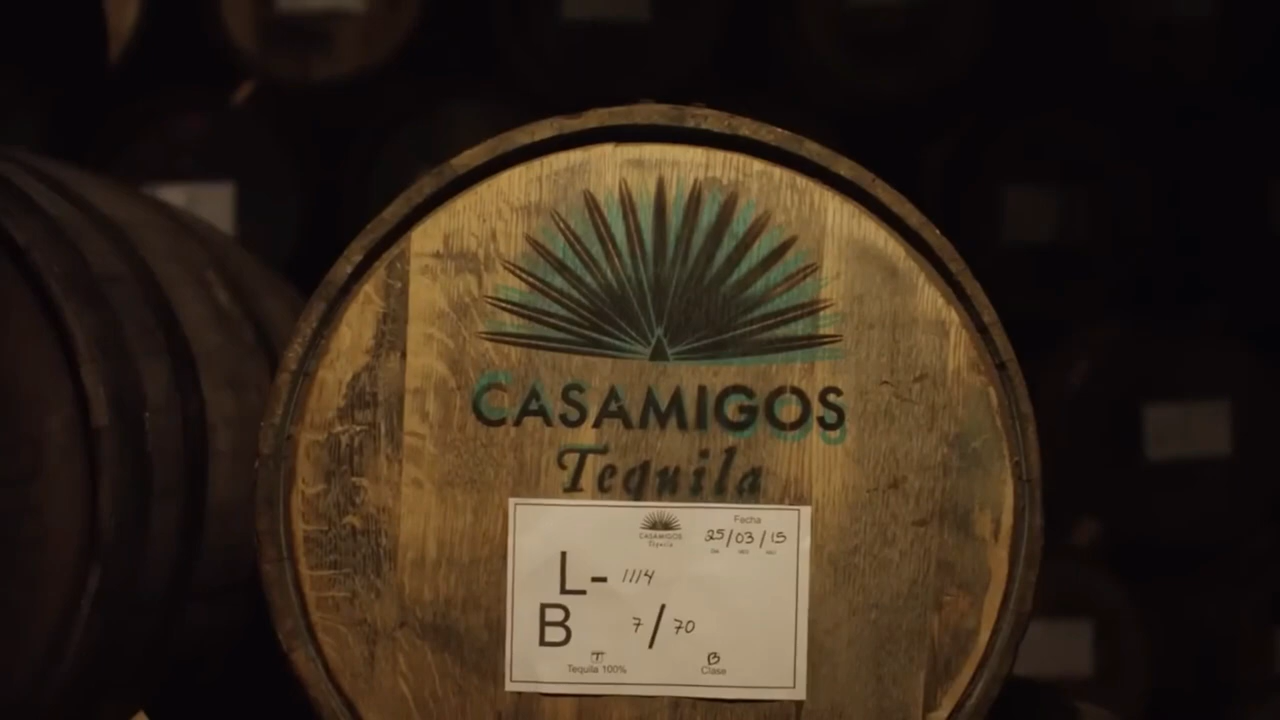 CASAMIGOS
Tequila
CASAMIGOS
Tequila
Fecha
25/03/15
L- 1114
B 7/70
T
Tequila 100%
B
Clase